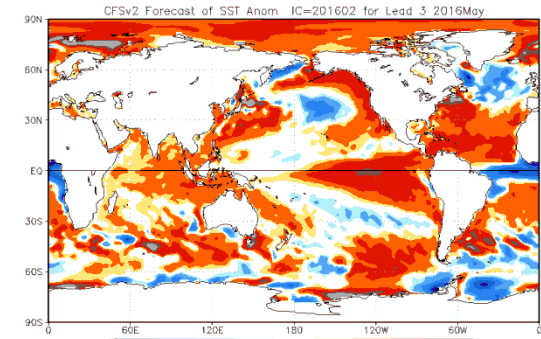 CFSv2 Forecast of SST Anom IC=201602 for Lead 3 2016May
90N
60N
30N
EQ
30S
60S
90S
0 60E 120E 180 120W 60W 0